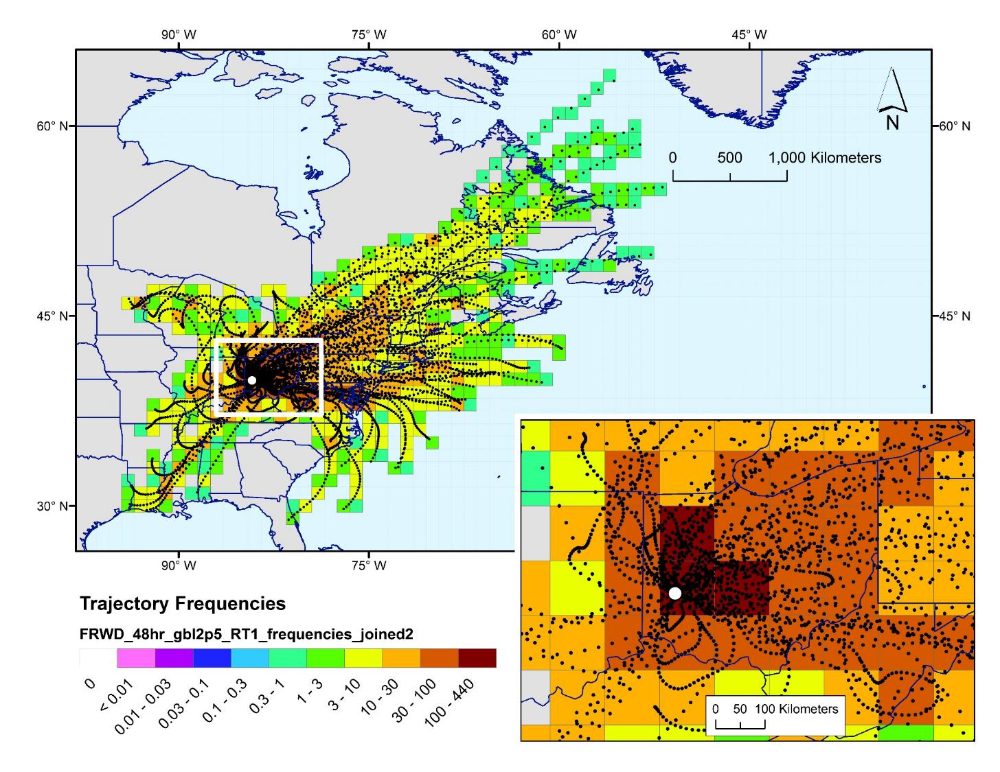 90° W 75° W 60° W 45° W
60° N 60° N
N
0 500 1,000 Kilometers
45° N 45° N
30° N
90° W 75° W
Trajectory Frequencies
FRWD_48hr_gbl2p5_RT1_frequencies_joined2
0
< 0.01
0.01 - 0.03
0.03 - 0.1
0.1 - 0.3
0.3 - 1
1 - 3
3 - 10
10 - 30
30 - 100
100 - 440
0 50 100 Kilometers